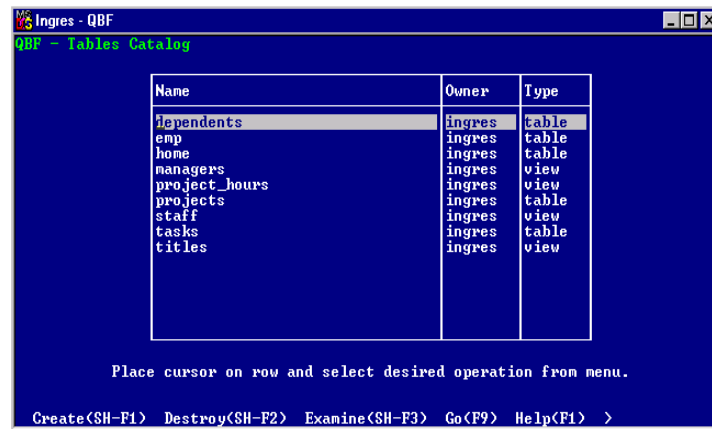 Ingres - QBF
QBF - Tables Catalog
Name Owner Type
dependents ingres table
emp ingres table
home ingres table
managers ingres view
project_hours ingres view
projects ingres table
staff ingres view
tasks ingres table
titles ingres view
Place cursor on row and select desired operation from menu.
Create(SH-F1) Destroy(SH-F2) Examine(SH-F3) Go(F9) Help(F1) >